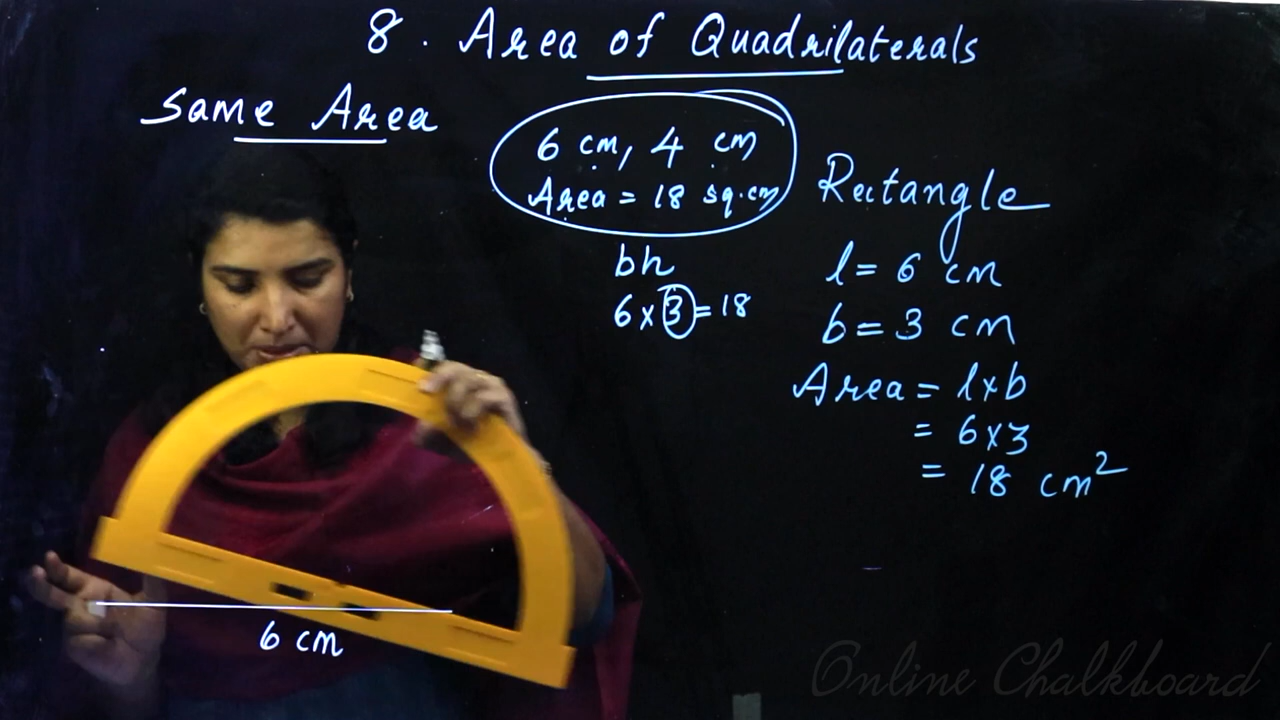 8. Area of Quadrilaterals
Same Area
6 cm, 4 cm
Area = 18 sq.cm
bh
6 x 3 = 18
Rectangle
l = 6 cm
b = 3 cm
Area = l x b
= 6 x 3
= 18 cm²
6 cm
Online Chalkboard